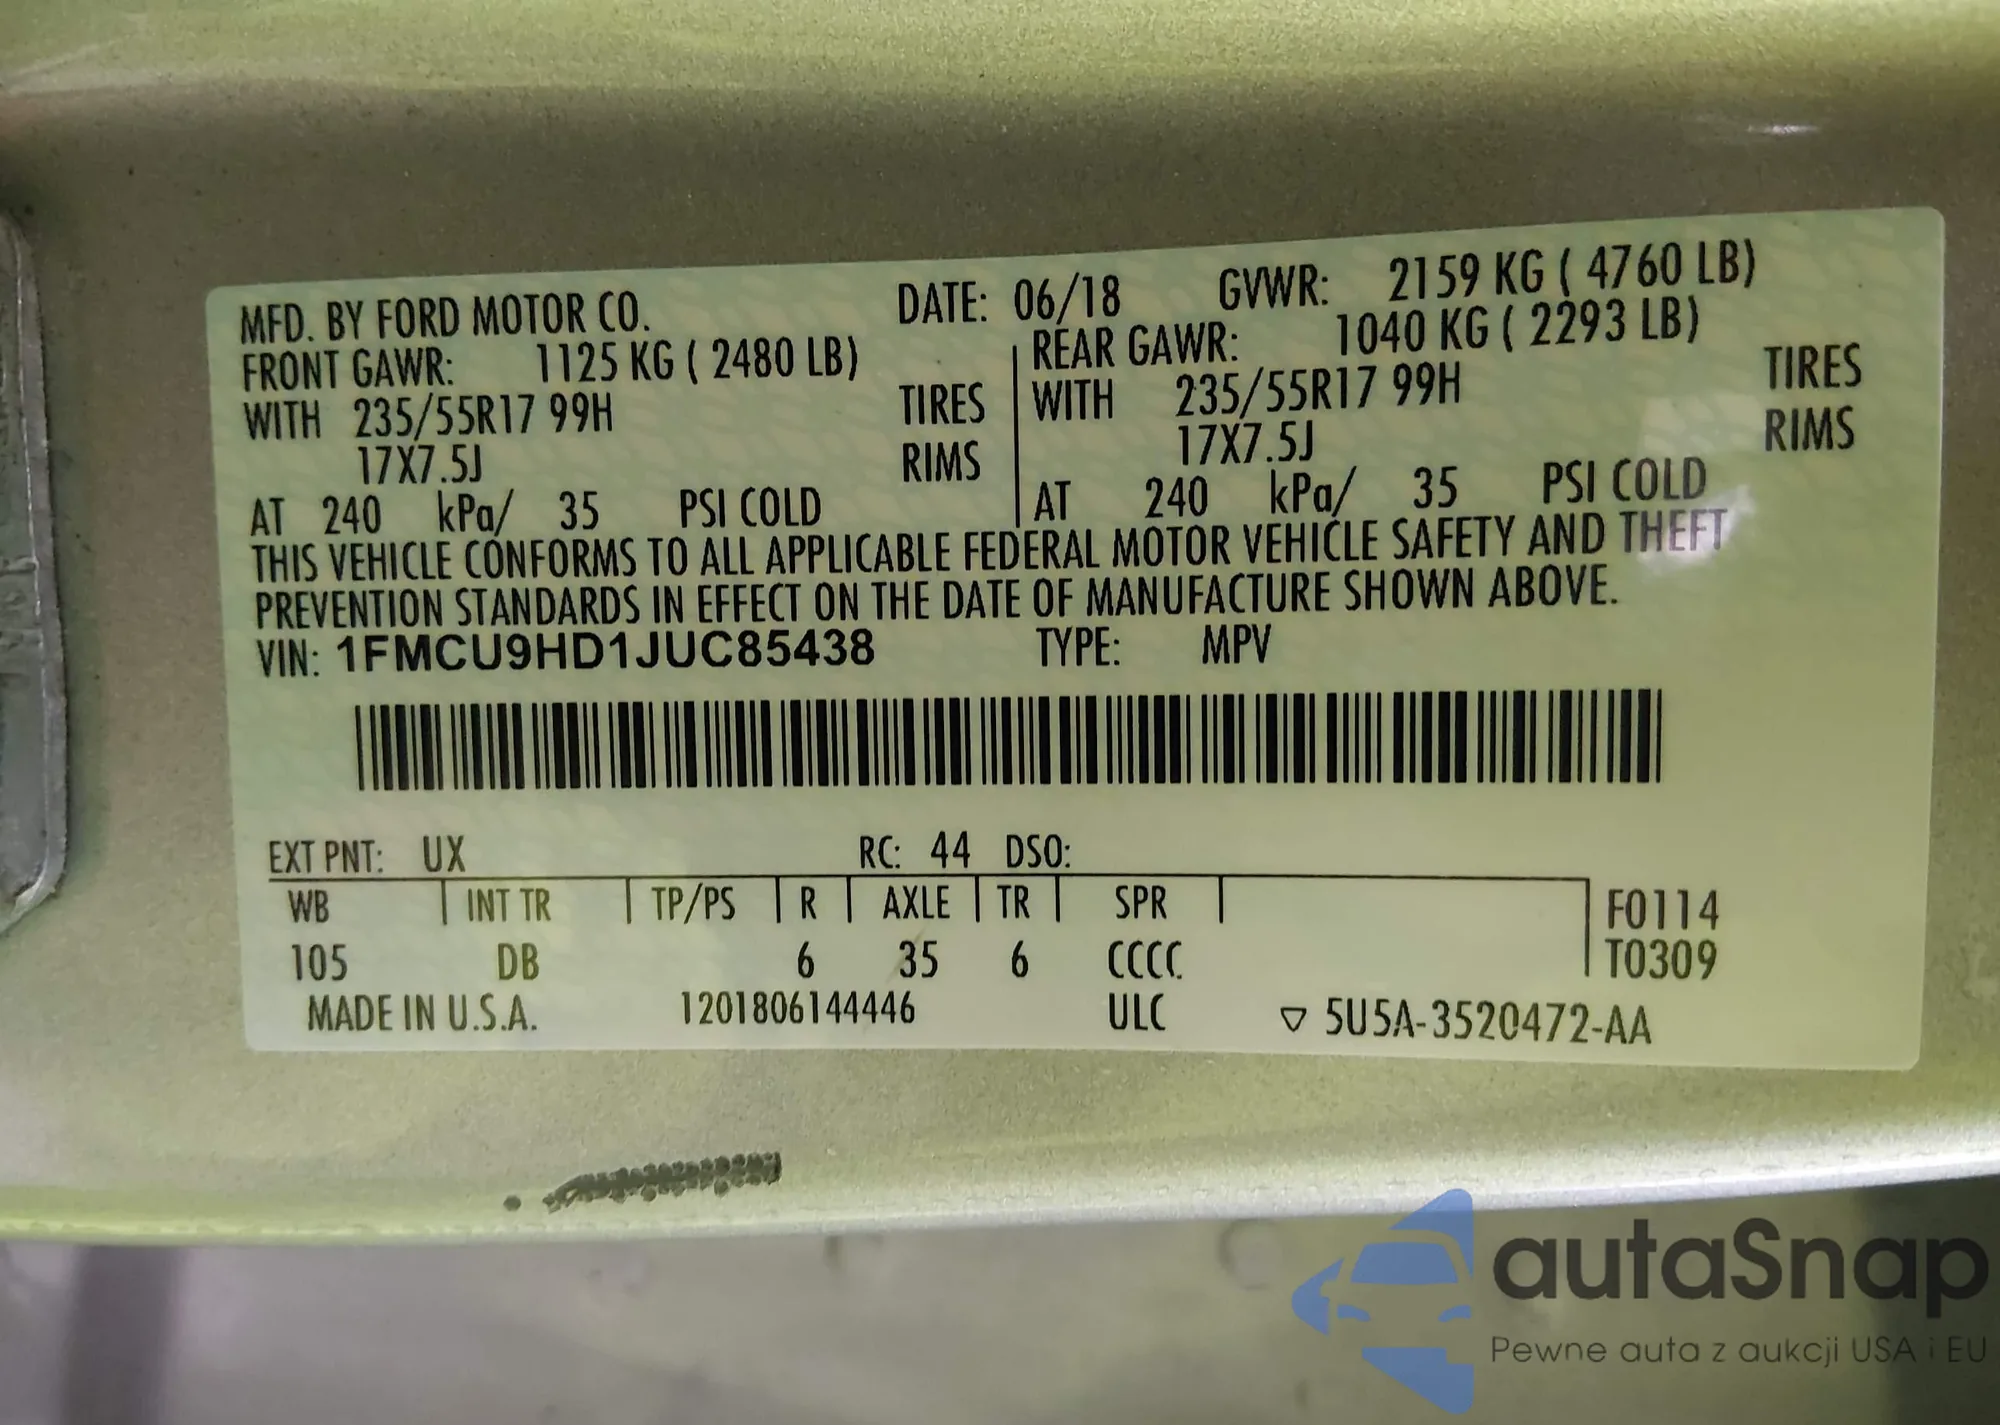 MFD. BY FORD MOTOR CO. DATE: 06/18 GVWR: 2159 KG ( 4760 LB)
FRONT GAWR: 1125 KG ( 2480 LB) REAR GAWR: 1040 KG ( 2293 LB)
WITH 235/55R17 99H TIRES WITH 235/55R17 99H TIRES
17X7.5J RIMS 17X7.5J RIMS
AT 240 kPa/ 35 PSI COLD AT 240 kPa/ 35 PSI COLD
THIS VEHICLE CONFORMS TO ALL APPLICABLE FEDERAL MOTOR VEHICLE SAFETY AND THEFT
PREVENTION STANDARDS IN EFFECT ON THE DATE OF MANUFACTURE SHOWN ABOVE.
VIN: 1FMCU9HD1JUC85438 TYPE: MPV
EXT PNT: UX RC: 44 DSO:
WB INT TR TP/PS R AXLE TR SPR F0114
105 DB 6 35 6 CCCC T0309
MADE IN U.S.A. 1201806144446 ULC ▽ 5U5A-3520472-AA
autaSnap
Pewne auta z aukcji USA i EU